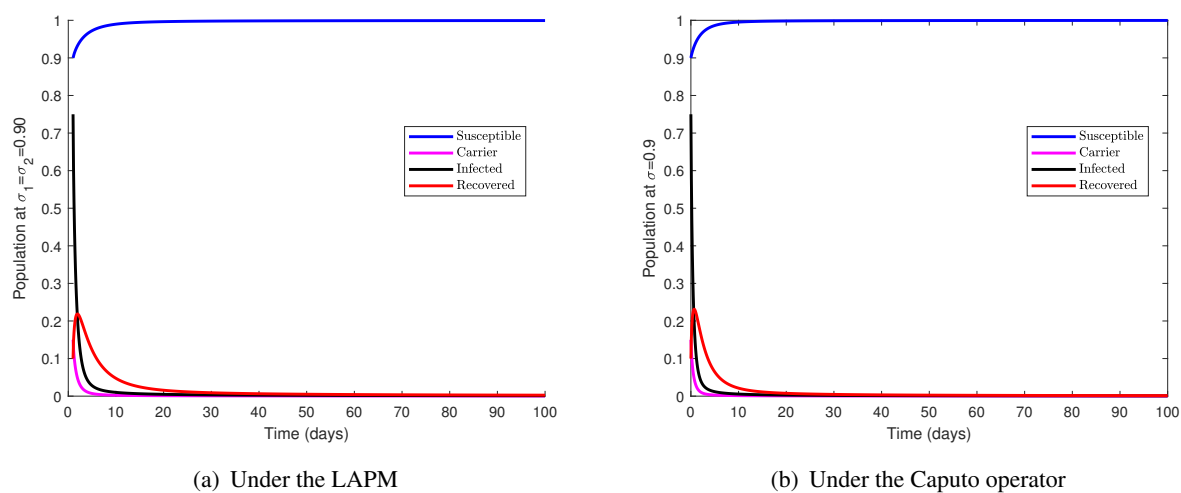 1
0.9
0.8
0.7
0.6
0.5
0.4
0.3
0.2
0.1
0
Population at σ1=σ2=0.90
Susceptible
Carrier
Infected
Recovered
0 10 20 30 40 50 60 70 80 90 100
Time (days)
(a) Under the LAPM
1
0.9
0.8
0.7
0.6
0.5
0.4
0.3
0.2
0.1
0
Population at σ=0.9
Susceptible
Carrier
Infected
Recovered
0 10 20 30 40 50 60 70 80 90 100
Time (days)
(b) Under the Caputo operator